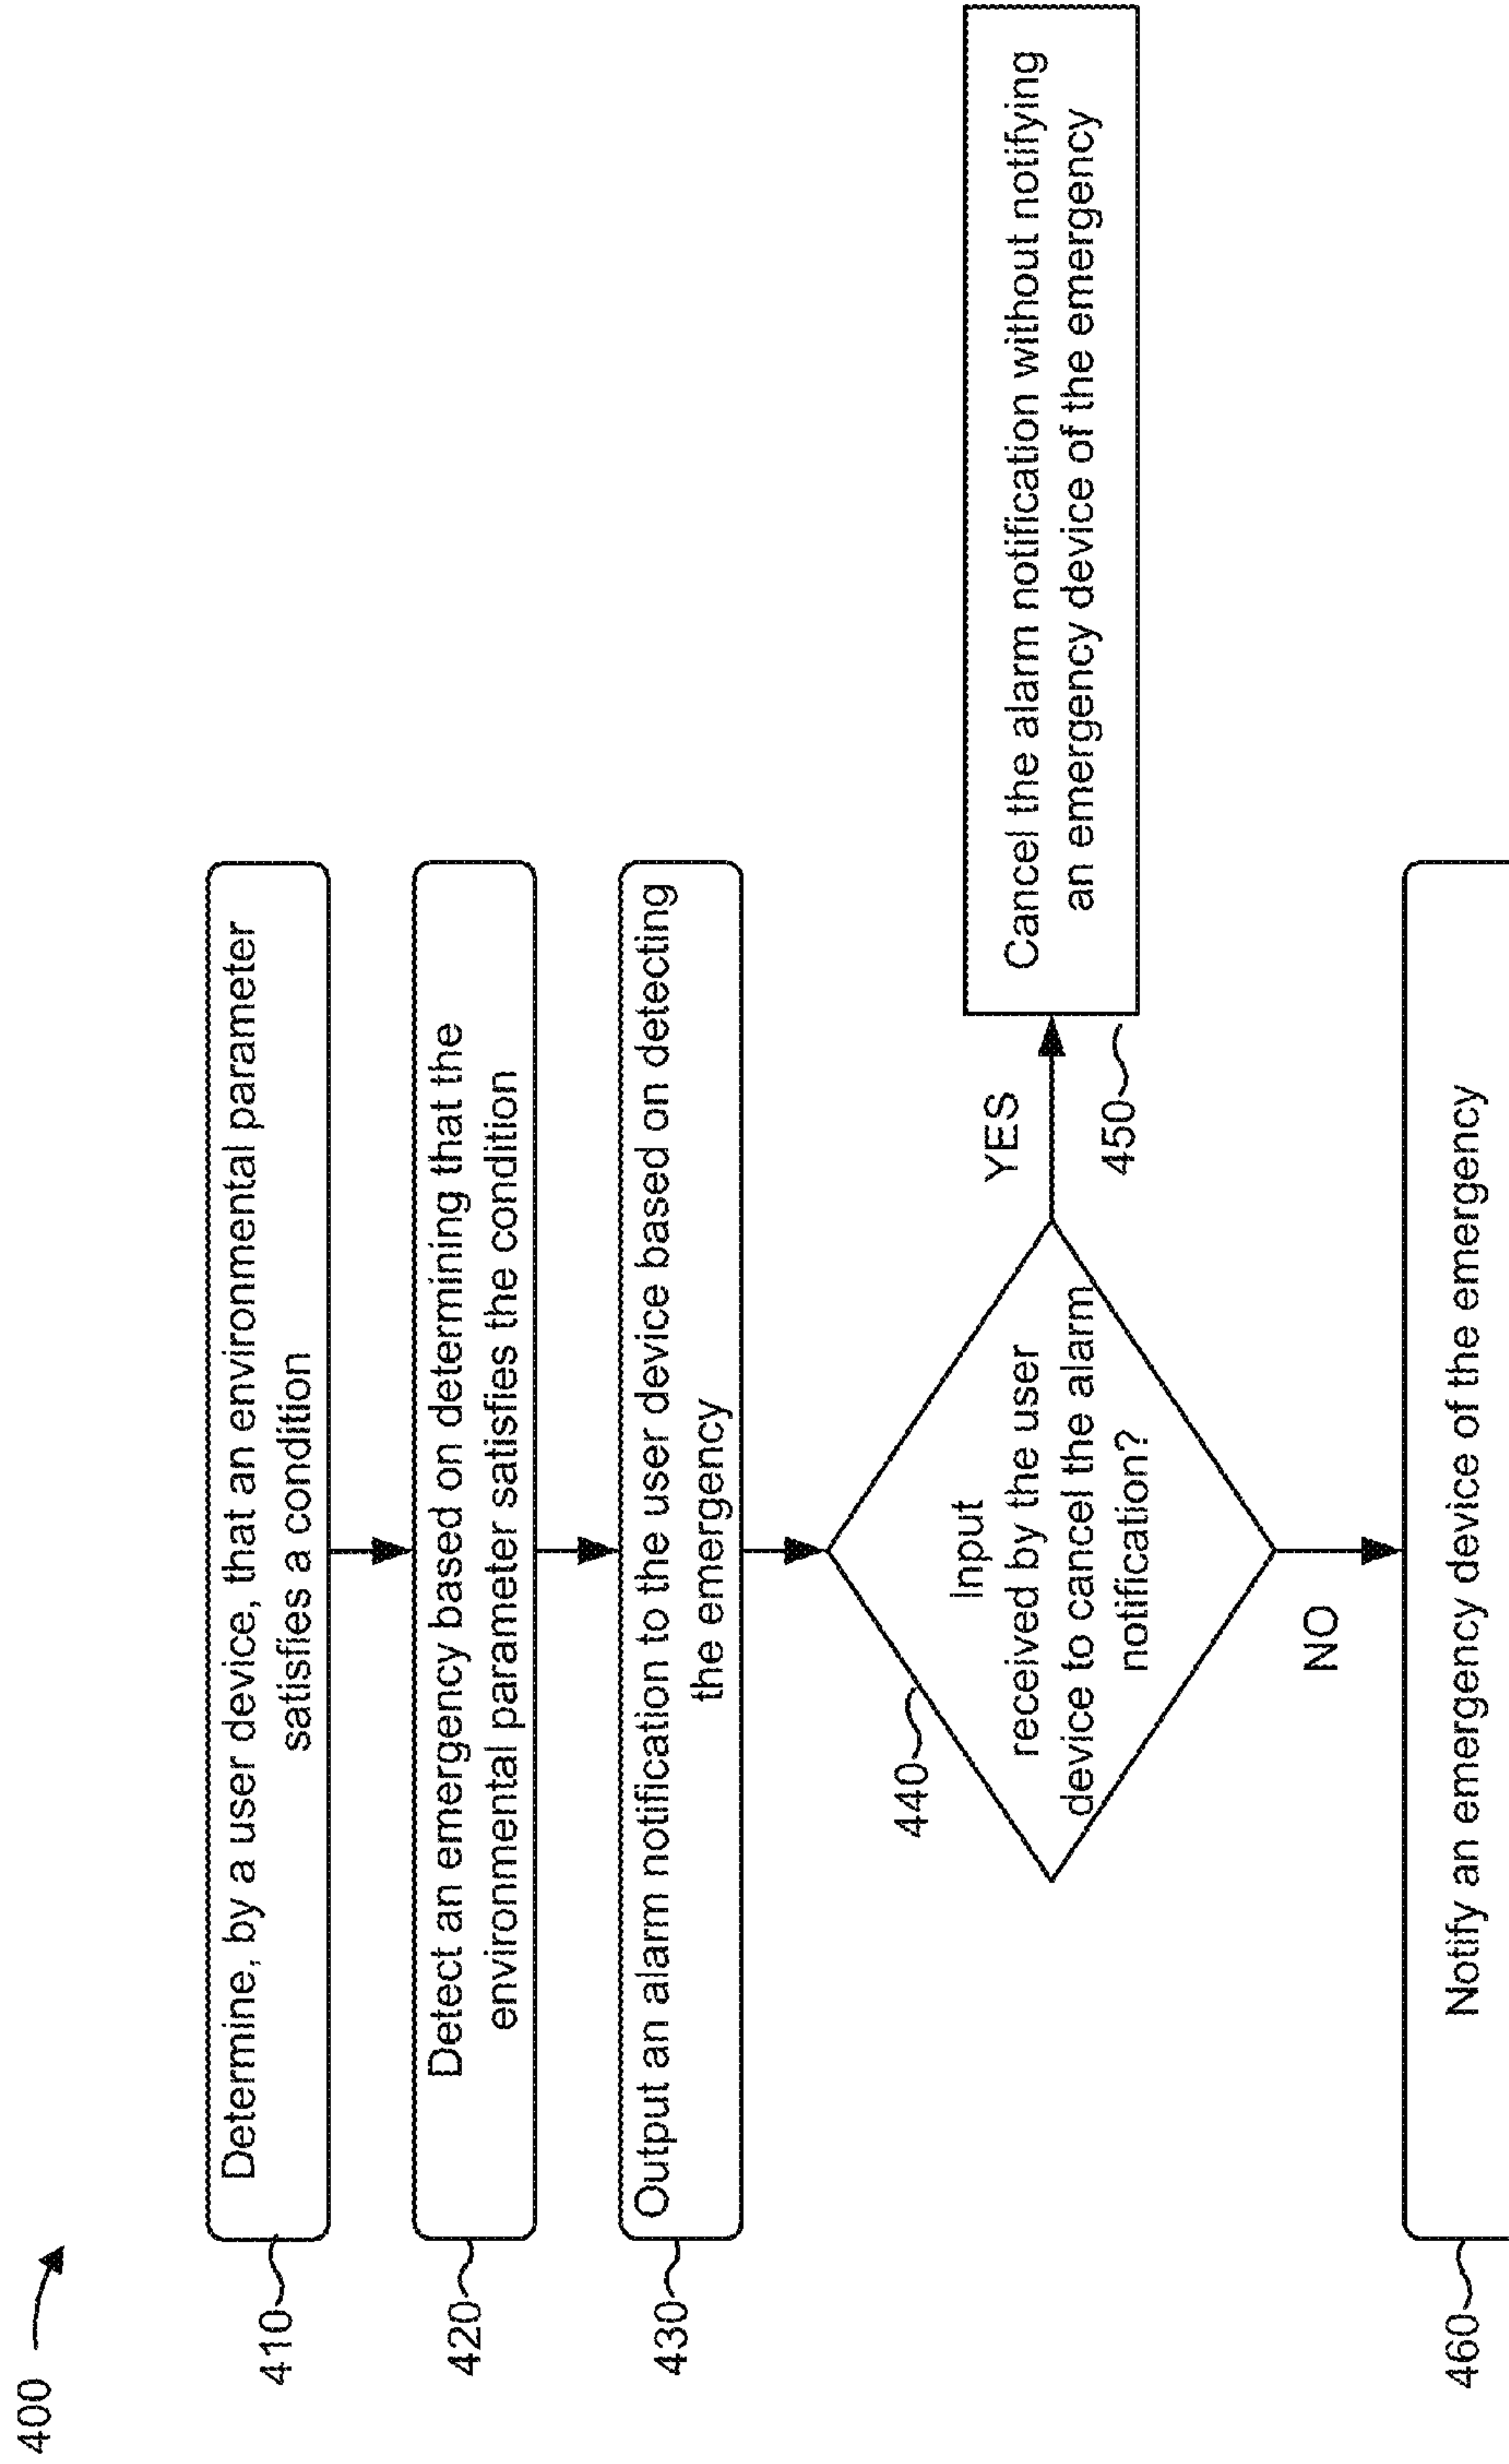 400
410
Determine, by a user device, that an environmental parameter
satisfies a condition
420
Detect an emergency based on determining that the
environmental parameter satisfies the condition
430
Output an alarm notification to the user device based on detecting
the emergency
440
Input
received by the user
device to cancel the alarm
notification?
YES
450
Cancel the alarm notification without notifying
an emergency device of the emergency
NO
460
Notify an emergency device of the emergency